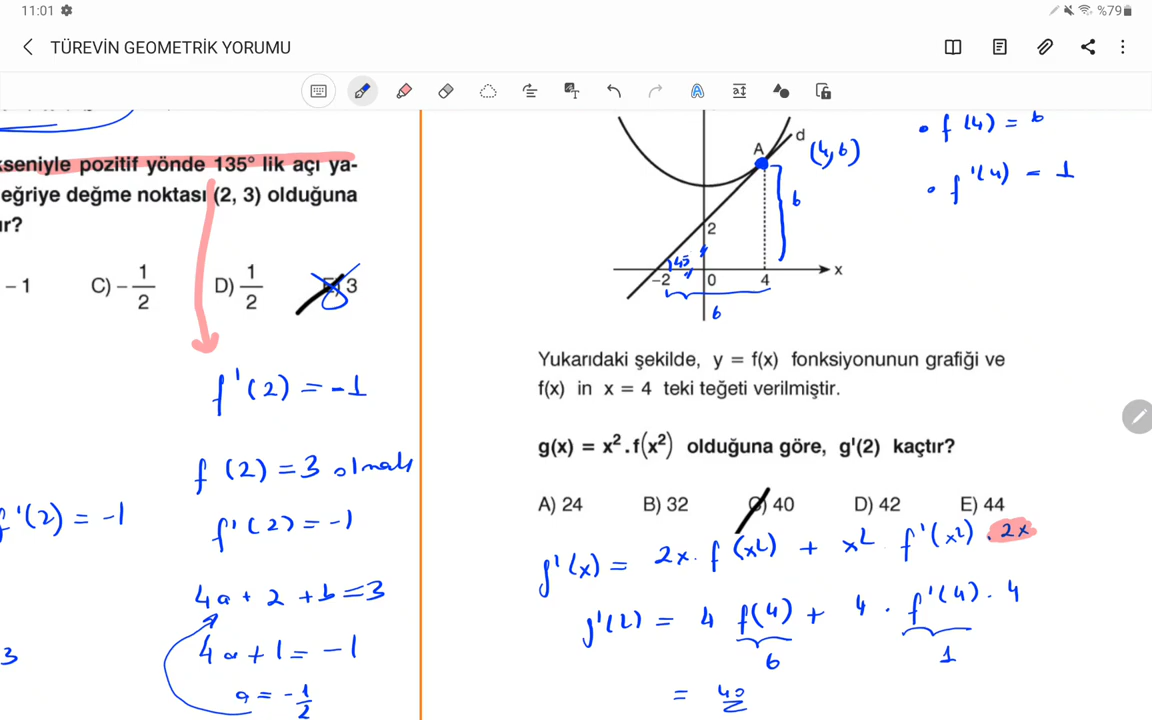 11:01 %79
TÜREVİN GEOMETRİK YORUMU
kseniyle pozitif yönde 135° lik açı ya-
eğriye değme noktası (2, 3) olduğuna
ır?
– 1 C) –1/2 D) 1/2 3
f'(2) = -1
f(2) = 3 olmalı
f'(2) = -1
f'(2) = -1
4a + 2 + b = 3
4a + 1 = -1
3
a = -1/2
d
A (4,6)
6
2
45
–2 0 4 x
6
• f(4) = 6
• f'(4) = 1
Yukarıdaki şekilde, y = f(x) fonksiyonunun grafiği ve
f(x) in x = 4 teki teğeti verilmiştir.
g(x) = x².f(x²) olduğuna göre, g'(2) kaçtır?
A) 24 B) 32 C) 40 D) 42 E) 44
g'(x) = 2x. f(x²) + x² f'(x²) . 2x
g'(2) = 4 f(4) + 4 . f'(4) . 4
6 1
= 40